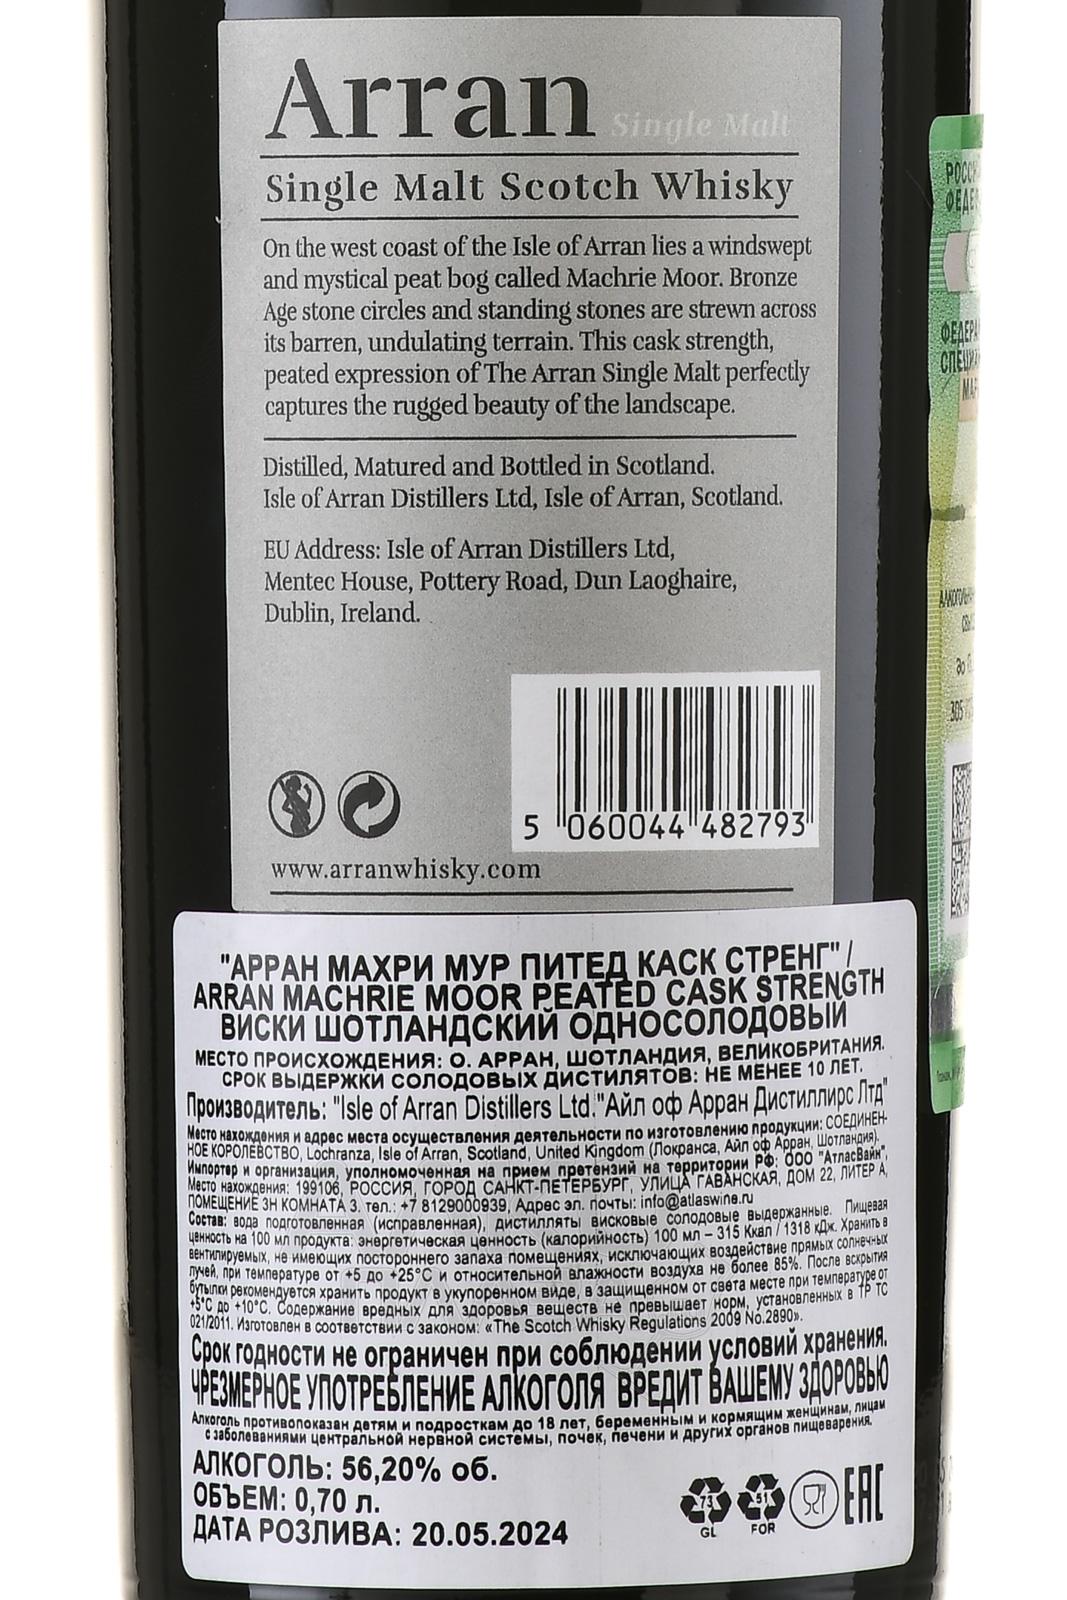 Arran Single Malt
Single Malt Scotch Whisky
On the west coast of the Isle of Arran lies a windswept
and mystical peat bog called Machrie Moor. Bronze
Age stone circles and standing stones are strewn across
its barren, undulating terrain. This cask strength,
peated expression of The Arran Single Malt perfectly
captures the rugged beauty of the landscape.
Distilled, Matured and Bottled in Scotland.
Isle of Arran Distillers Ltd, Isle of Arran, Scotland.
EU Address: Isle of Arran Distillers Ltd,
Mentec House, Pottery Road, Dun Laoghaire,
Dublin, Ireland.
5 060044 482793
www.arranwhisky.com
"АРРАН МАХРИ МУР ПИТЕД КАСК СТРЕНГ" /
ARRAN MACHRIE MOOR PEATED CASK STRENGTH
ВИСКИ ШОТЛАНДСКИЙ ОДНОСОЛОДОВЫЙ
МЕСТО ПРОИСХОЖДЕНИЯ: О. АРРАН, ШОТЛАНДИЯ, ВЕЛИКОБРИТАНИЯ.
СРОК ВЫДЕРЖКИ СОЛОДОВЫХ ДИСТИЛЯТОВ: НЕ МЕНЕЕ 10 ЛЕТ.
Производитель: "Isle of Arran Distillers Ltd."Айл оф Арран Дистиллирс Лтд"
Место нахождения и адрес места осуществления деятельности по изготовлению продукции: СОЕДИНЕН-
НОЕ КОРОЛЕВСТВО, Lochranza, Isle of Arran, Scotland, United Kingdom (Локранса, Айл оф Арран, Шотландия).
Импортер и организация, уполномоченная на прием претензий на территории РФ: ООО "АтласВайн",
Место нахождения: 199106, РОССИЯ, ГОРОД САНКТ-ПЕТЕРБУРГ, УЛИЦА ГАВАНСКАЯ, ДОМ 22, ЛИТЕР А,
ПОМЕЩЕНИЕ 3Н КОМНАТА 3. тел.: +7 8129000939, Адрес эл. почты: info@atlaswine.ru
Состав: вода подготовленная (исправленная), дистилляты висковые солодовые выдержанные. Пищевая
ценность на 100 мл продукта: энергетическая ценность (калорийность) 100 мл – 315 Ккал / 1318 кДж. Хранить в
вентилируемых, не имеющих постороннего запаха помещениях, исключающих воздействие прямых солнечных
лучей, при температуре от +5 до +25°С и относительной влажности воздуха не более 85%. После вскрытия
бутылки рекомендуется хранить продукт в укупоренном виде, в защищенном от света месте при температуре от
+5°С до +10°С. Содержание вредных для здоровья веществ не превышает норм, установленных в ТР ТС
021/2011. Изготовлен в соответствии с законом: «The Scotch Whisky Regulations 2009 No.2890».
Срок годности не ограничен при соблюдении условий хранения.
ЧРЕЗМЕРНОЕ УПОТРЕБЛЕНИЕ АЛКОГОЛЯ ВРЕДИТ ВАШЕМУ ЗДОРОВЬЮ
Алкоголь противопоказан детям и подросткам до 18 лет, беременным и кормящим женщинам, лицам
с заболеваниями центральной нервной системы, почек, печени и других органов пищеварения.
АЛКОГОЛЬ: 56,20% об.
ОБЪЕМ: 0,70 л.
ДАТА РОЗЛИВА: 20.05.2024
73 51
GL FOR
EAC